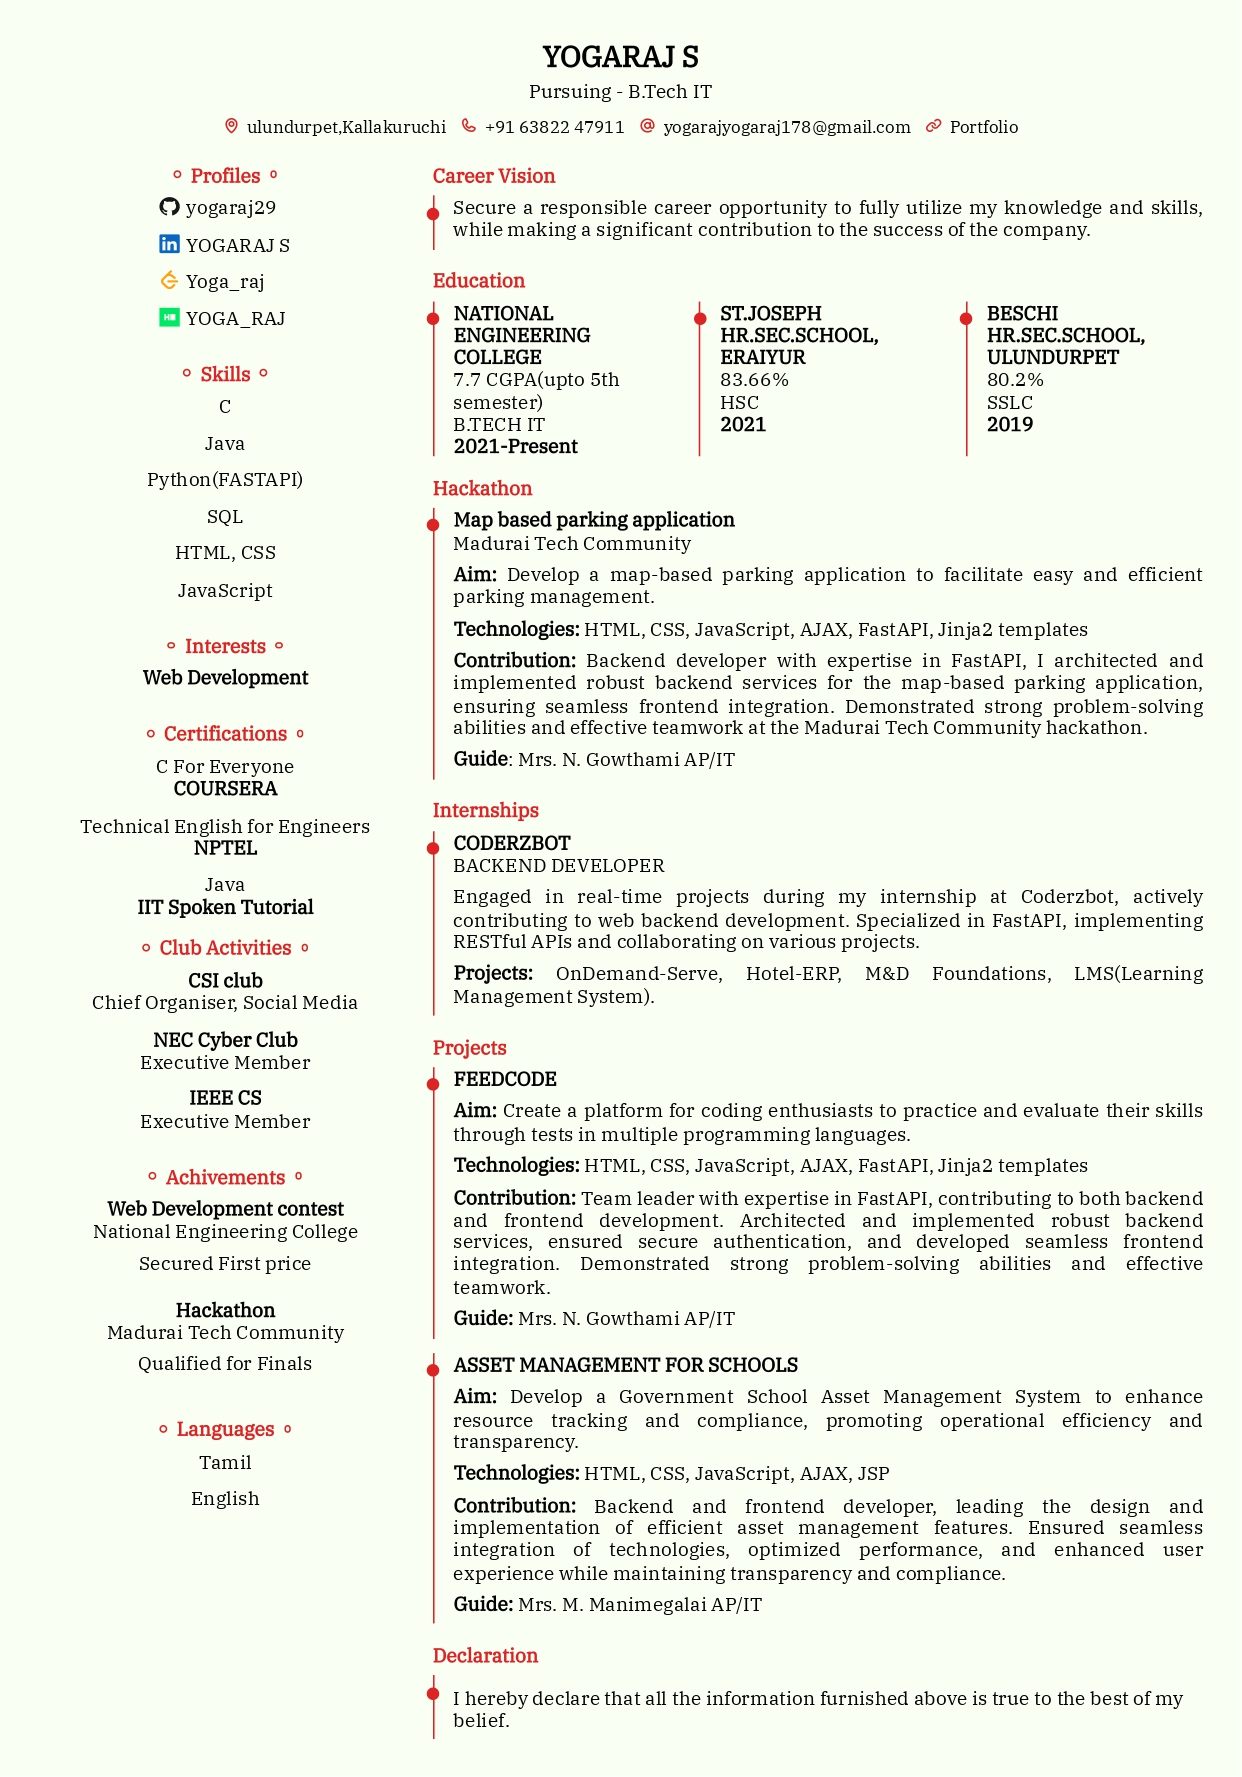 YOGARAJ S
Pursuing - B.Tech IT
ulundurpet,Kallakuruchi +91 63822 47911 yogarajyogaraj178@gmail.com Portfolio
Profiles
yogaraj29
YOGARAJ S
Yoga_raj
YOGA_RAJ
Skills
C
Java
Python(FASTAPI)
SQL
HTML, CSS
JavaScript
Interests
Web Development
Certifications
C For Everyone
COURSERA
Technical English for Engineers
NPTEL
Java
IIT Spoken Tutorial
Club Activities
CSI club
Chief Organiser, Social Media
NEC Cyber Club
Executive Member
IEEE CS
Executive Member
Achivements
Web Development contest
National Engineering College
Secured First price
Hackathon
Madurai Tech Community
Qualified for Finals
Languages
Tamil
English
Career Vision
Secure a responsible career opportunity to fully utilize my knowledge and skills,
while making a significant contribution to the success of the company.
Education
NATIONAL
ENGINEERING
COLLEGE
7.7 CGPA(upto 5th
semester)
B.TECH IT
2021-Present
ST.JOSEPH
HR.SEC.SCHOOL,
ERAIYUR
83.66%
HSC
2021
BESCHI
HR.SEC.SCHOOL,
ULUNDURPET
80.2%
SSLC
2019
Hackathon
Map based parking application
Madurai Tech Community
Aim: Develop a map-based parking application to facilitate easy and efficient
parking management.
Technologies: HTML, CSS, JavaScript, AJAX, FastAPI, Jinja2 templates
Contribution: Backend developer with expertise in FastAPI, I architected and
implemented robust backend services for the map-based parking application,
ensuring seamless frontend integration. Demonstrated strong problem-solving
abilities and effective teamwork at the Madurai Tech Community hackathon.
Guide: Mrs. N. Gowthami AP/IT
Internships
CODERZBOT
BACKEND DEVELOPER
Engaged in real-time projects during my internship at Coderzbot, actively
contributing to web backend development. Specialized in FastAPI, implementing
RESTful APIs and collaborating on various projects.
Projects: OnDemand-Serve, Hotel-ERP, M&D Foundations, LMS(Learning
Management System).
Projects
FEEDCODE
Aim: Create a platform for coding enthusiasts to practice and evaluate their skills
through tests in multiple programming languages.
Technologies: HTML, CSS, JavaScript, AJAX, FastAPI, Jinja2 templates
Contribution: Team leader with expertise in FastAPI, contributing to both backend
and frontend development. Architected and implemented robust backend
services, ensured secure authentication, and developed seamless frontend
integration. Demonstrated strong problem-solving abilities and effective
teamwork.
Guide: Mrs. N. Gowthami AP/IT
ASSET MANAGEMENT FOR SCHOOLS
Aim: Develop a Government School Asset Management System to enhance
resource tracking and compliance, promoting operational efficiency and
transparency.
Technologies: HTML, CSS, JavaScript, AJAX, JSP
Contribution: Backend and frontend developer, leading the design and
implementation of efficient asset management features. Ensured seamless
integration of technologies, optimized performance, and enhanced user
experience while maintaining transparency and compliance.
Guide: Mrs. M. Manimegalai AP/IT
Declaration
I hereby declare that all the information furnished above is true to the best of my
belief.